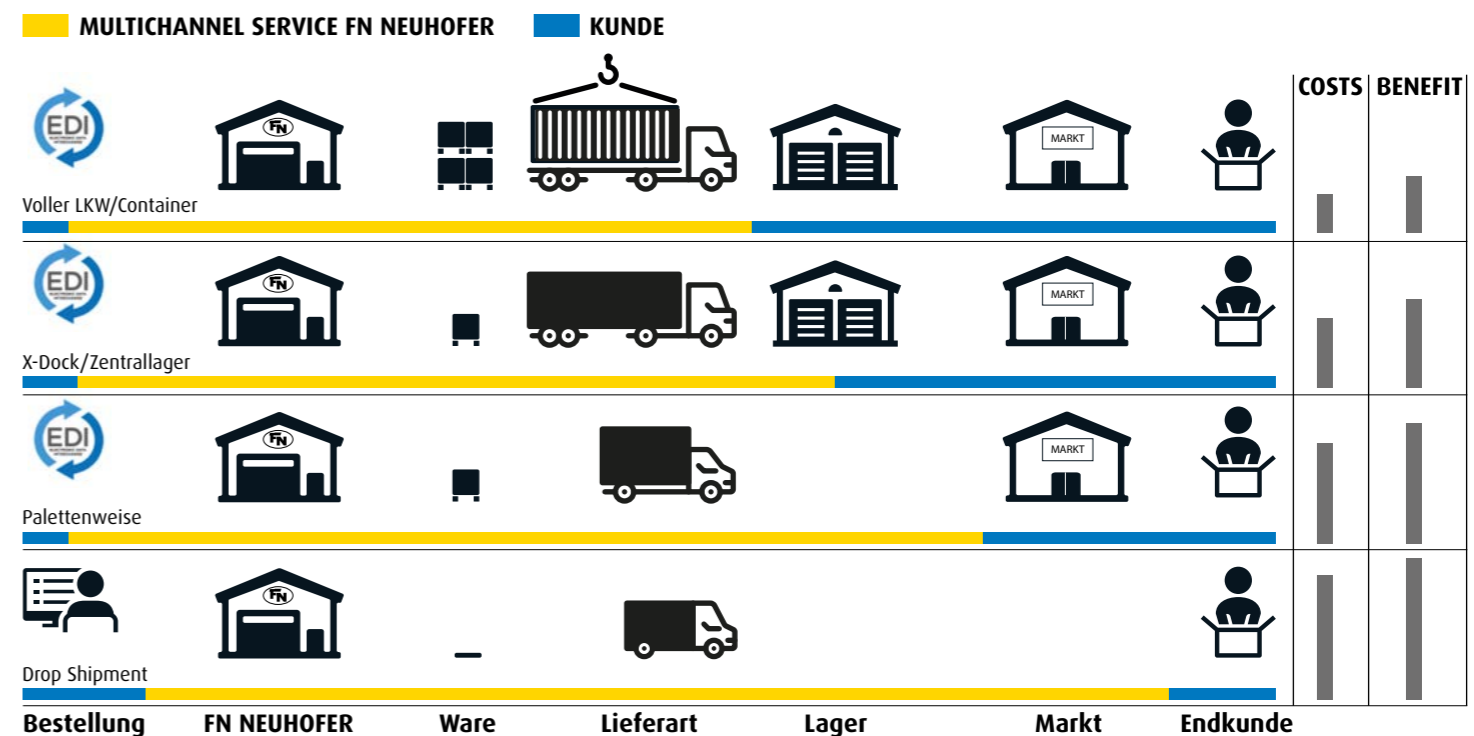 MULTICHANNEL SERVICE FN NEUHOFER KUNDE
COSTS BENEFIT
EDI
FN
MARKT
Voller LKW/Container
EDI
FN
MARKT
X-Dock/Zentrallager
EDI
FN
MARKT
Palettenweise
FN
Drop Shipment
Bestellung FN NEUHOFER Ware Lieferart Lager Markt Endkunde